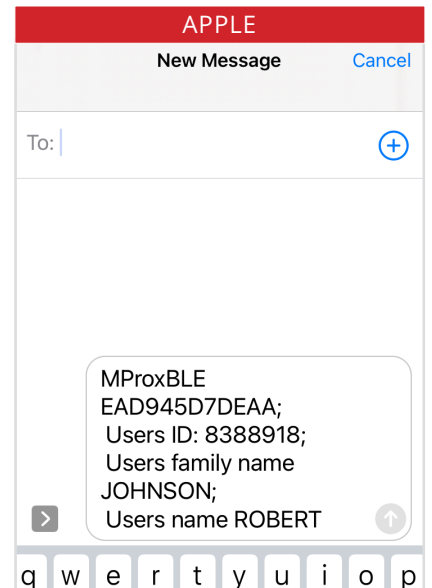 APPLE
New Message Cancel
To:
MProxBLE
EAD945D7DEAA;
Users ID: 8388918;
Users family name
JOHNSON;
Users name ROBERT
q w e r t y u i o p